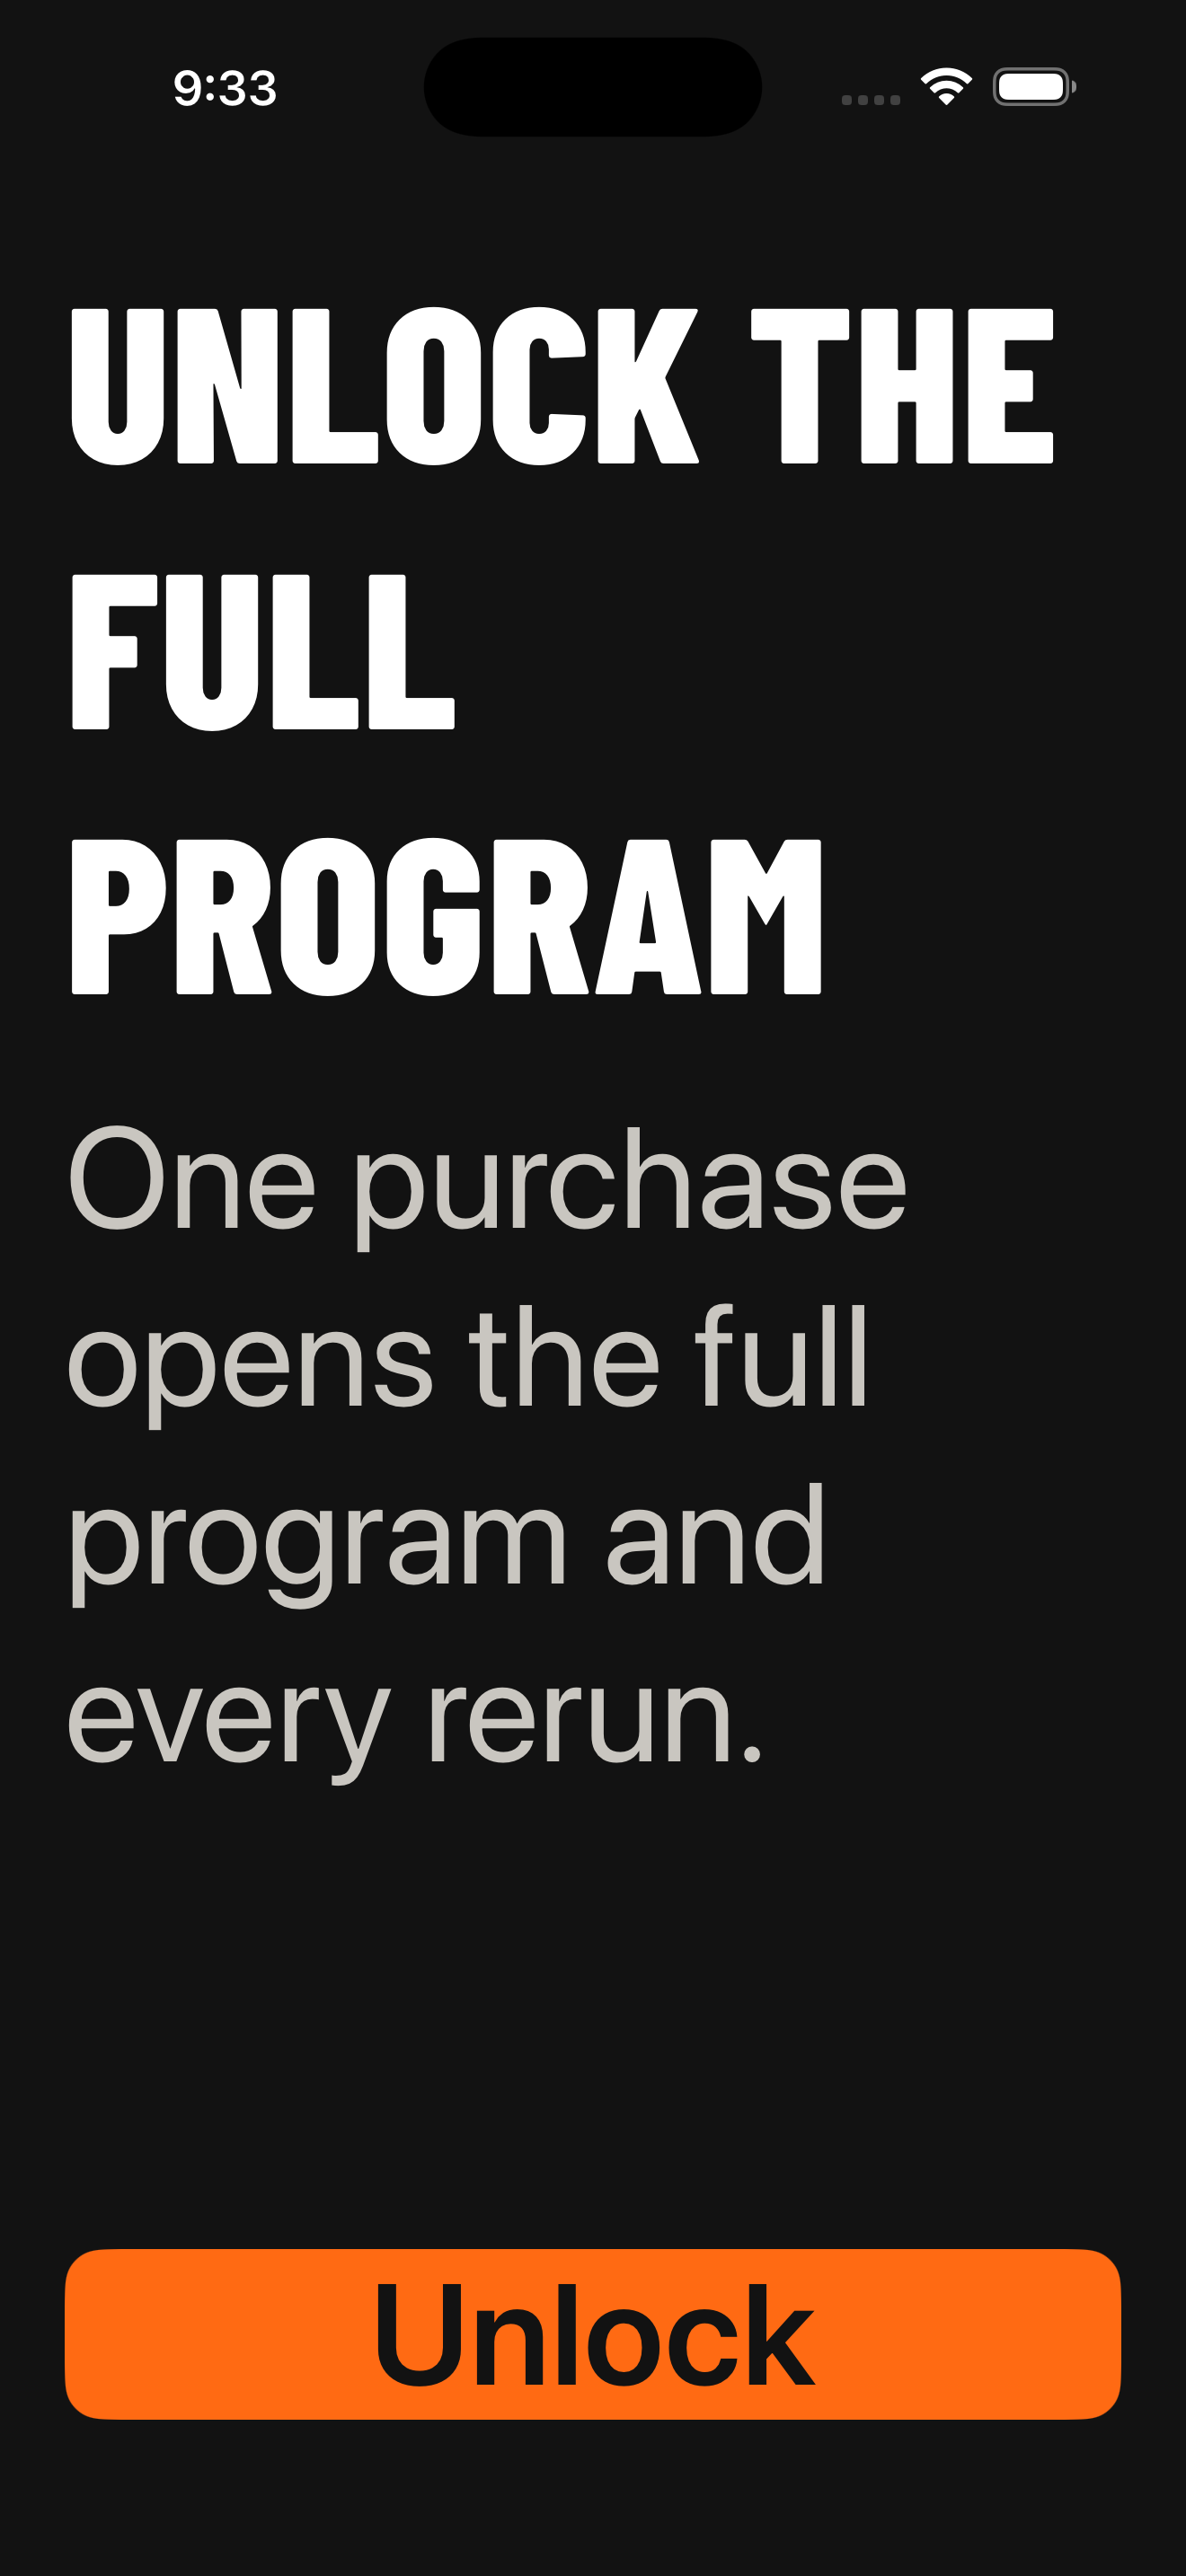 9:33
UNLOCK THE
FULL
PROGRAM
One purchase
opens the full
program and
every rerun.
Unlock